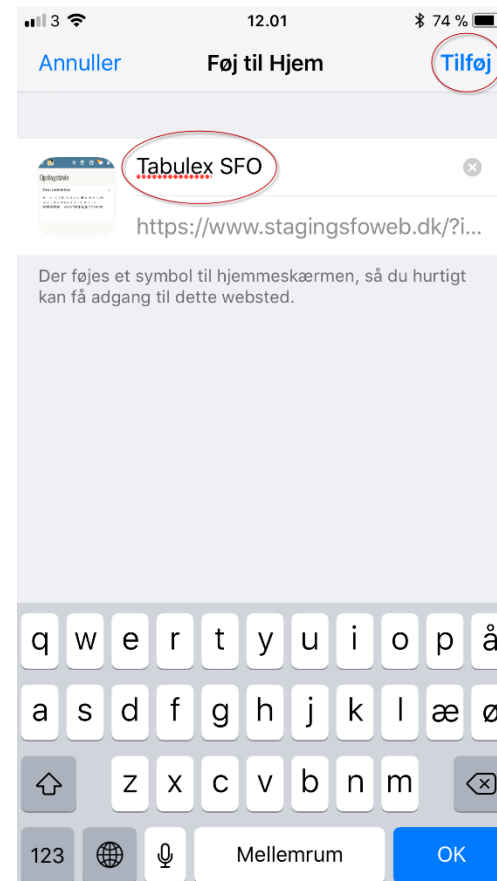 3 12.01 74 %
Annuller Føj til Hjem Tilføj
Opslagstavle
Tabulex SFO
https://www.stagingsfoweb.dk/?i...
Der føjes et symbol til hjemmeskærmen, så du hurtigt
kan få adgang til dette websted.
q w e r t y u i o p å
a s d f g h j k l æ ø
z x c v b n m
123 Mellemrum OK